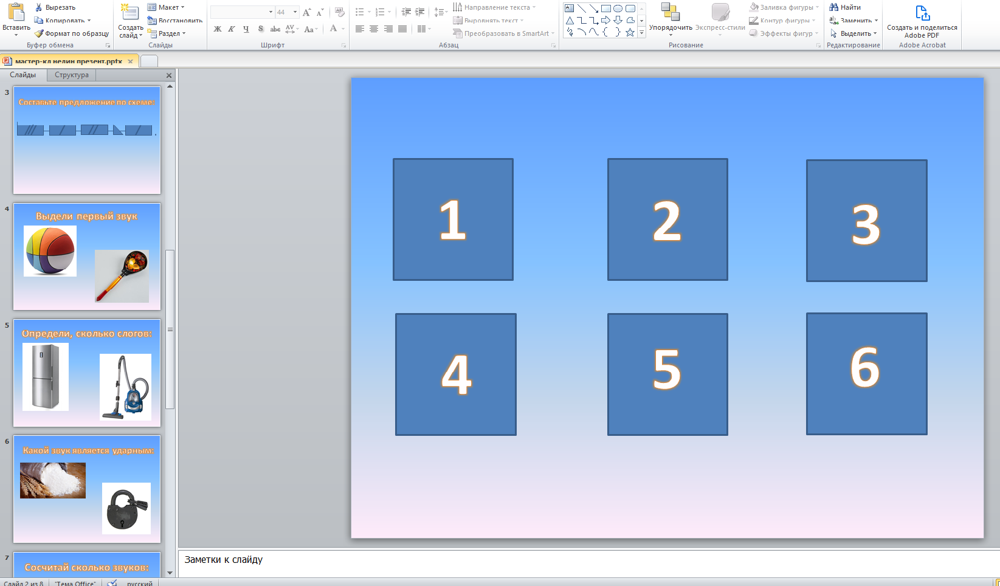 Вставить
Вырезать
Копировать
Формат по образцу
Буфер обмена
Создать
слайд
Макет
Восстановить
Раздел
Слайды
44
Ж К Ч S abc AV Aa A
Шрифт
Направление текста
Выровнять текст
Преобразовать в SmartArt
Абзац
Упорядочить
Экспресс-стили
Заливка фигуры
Контур фигуры
Эффекты фигур
Рисование
Найти
Заменить
Выделить
Редактирование
Создать и поделиться
Adobe PDF
Adobe Acrobat
мастер-кл нелин презент.pptx
Слайды
Структура
3
Составьте предложение по схеме:
4
Выдели первый звук
5
Определи, сколько слогов:
6
Какой звук является ударным:
7
Сосчитай сколько звуков:
1
2
3
4
5
6
Заметки к слайду
Слайд 2 из 8
"Тема Office"
русский